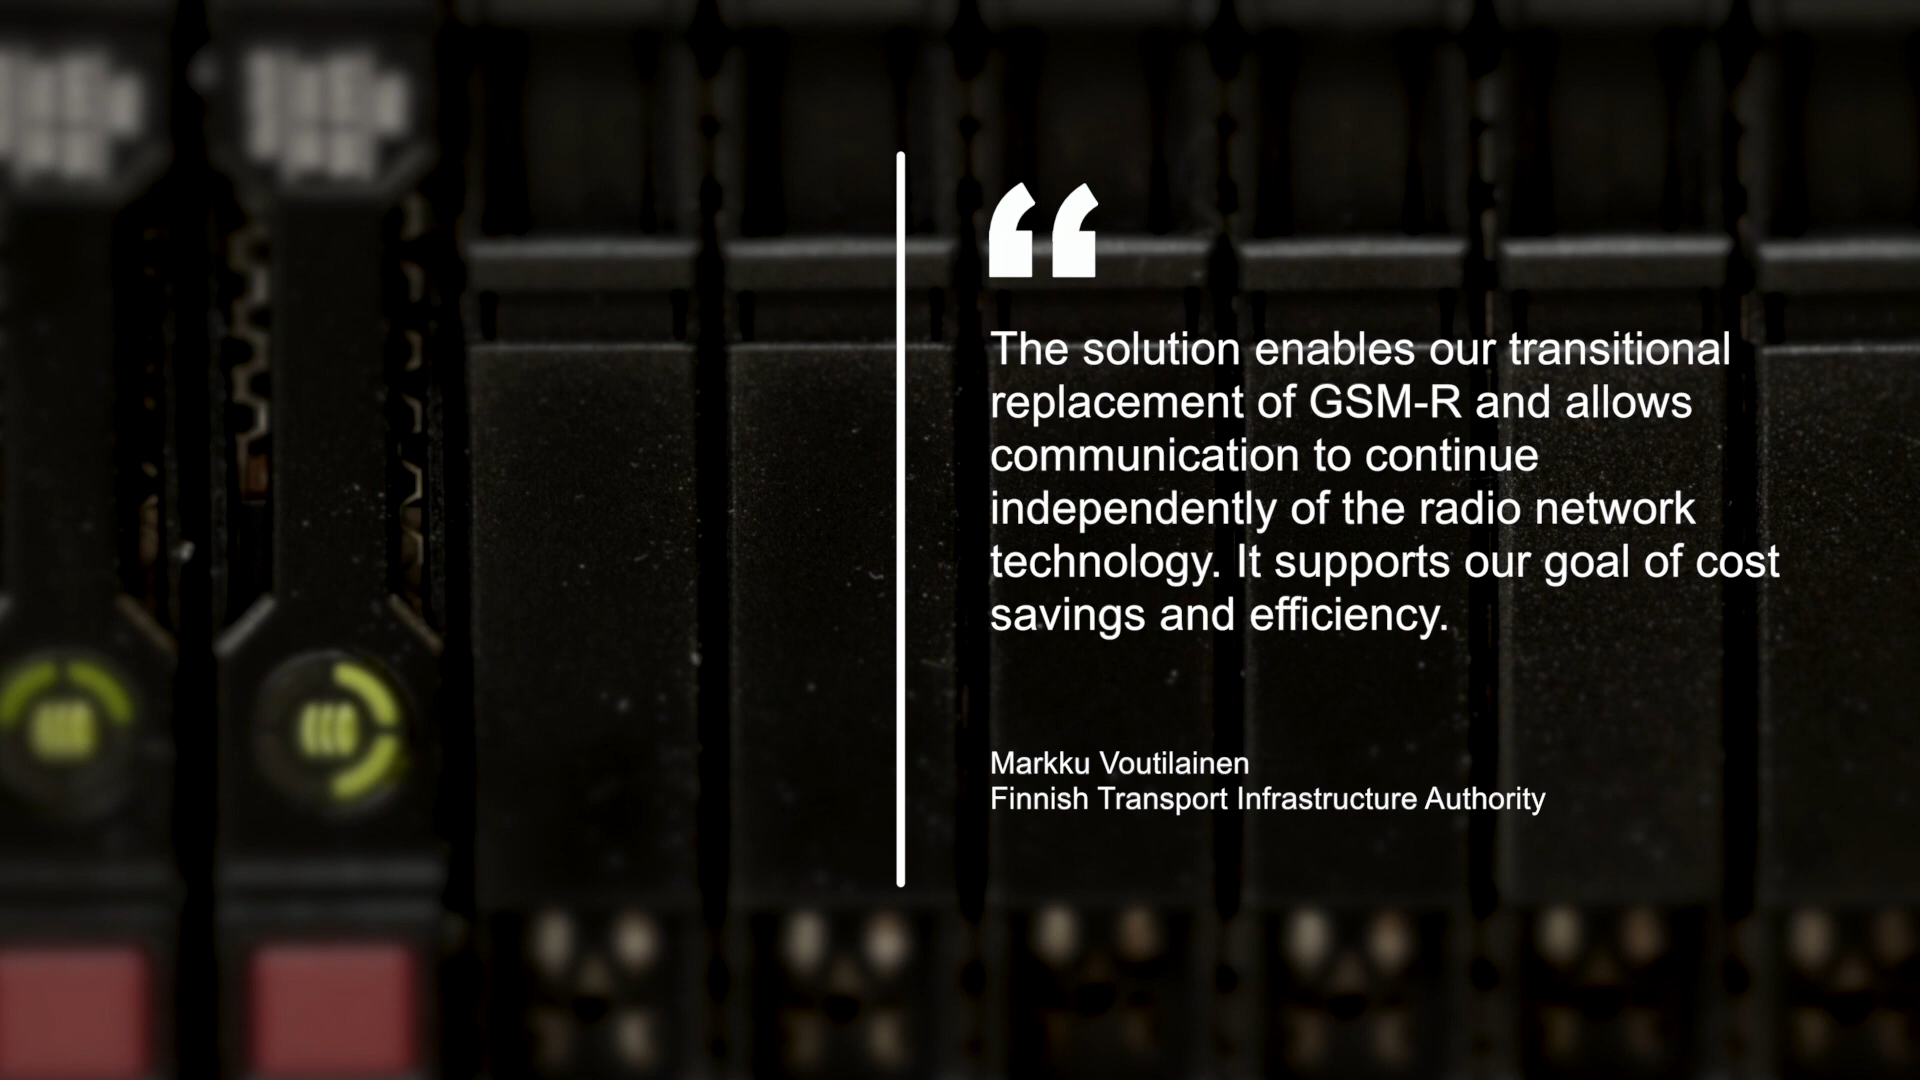 “
The solution enables our transitional
replacement of GSM-R and allows
communication to continue
independently of the radio network
technology. It supports our goal of cost
savings and efficiency.
Markku Voutilainen
Finnish Transport Infrastructure Authority